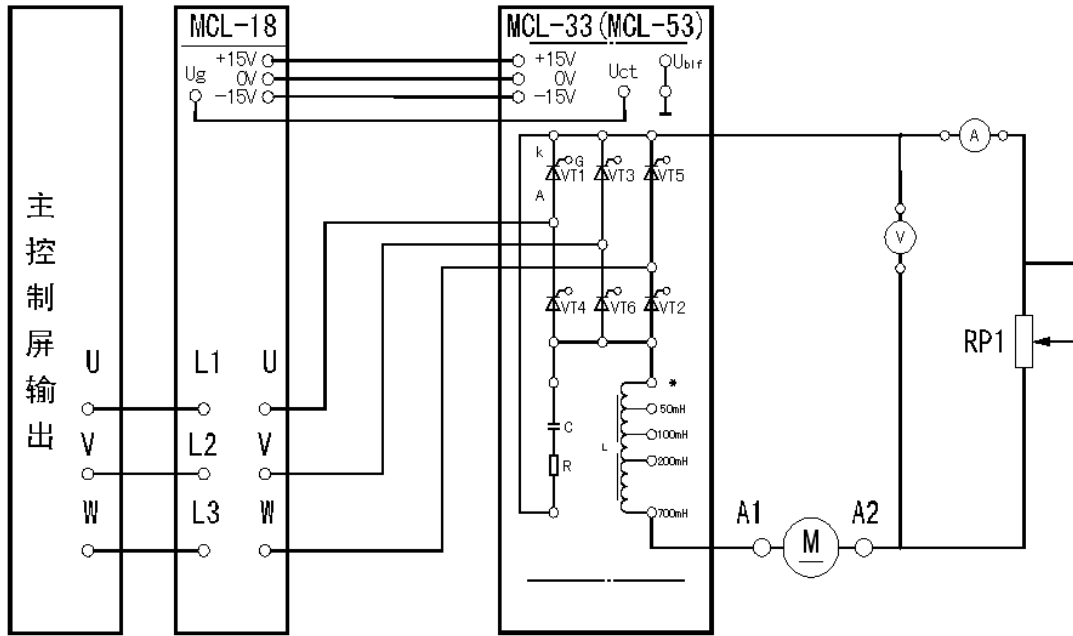 MCL-18
MCL-33(MCL-53)
+15V
0V
-15V
Ug
+15V
0V
-15V
Uct
Ublf
主控制屏输出
U
V
W
L1
L2
L3
U
V
W
K
G
A
VT1
VT3
VT5
VT4
VT6
VT2
C
R
L
*
50mH
100mH
200mH
700mH
A
V
RP1
A1
M
A2